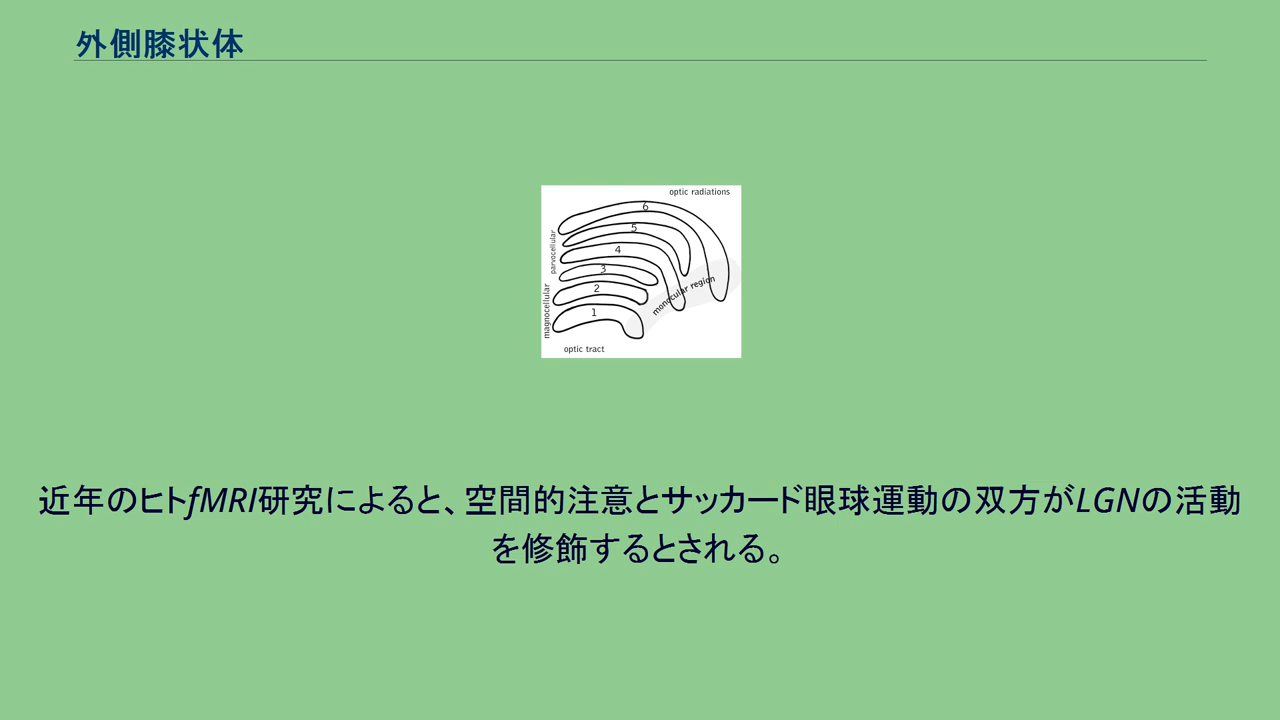 外側膝状体
optic radiations
6
5
4
3
2
1
parvocellular
magnocellular
monocular region
optic tract
近年のヒトfMRI研究によると、空間的注意とサッカード眼球運動の双方がLGNの活動
を修飾するとされる。